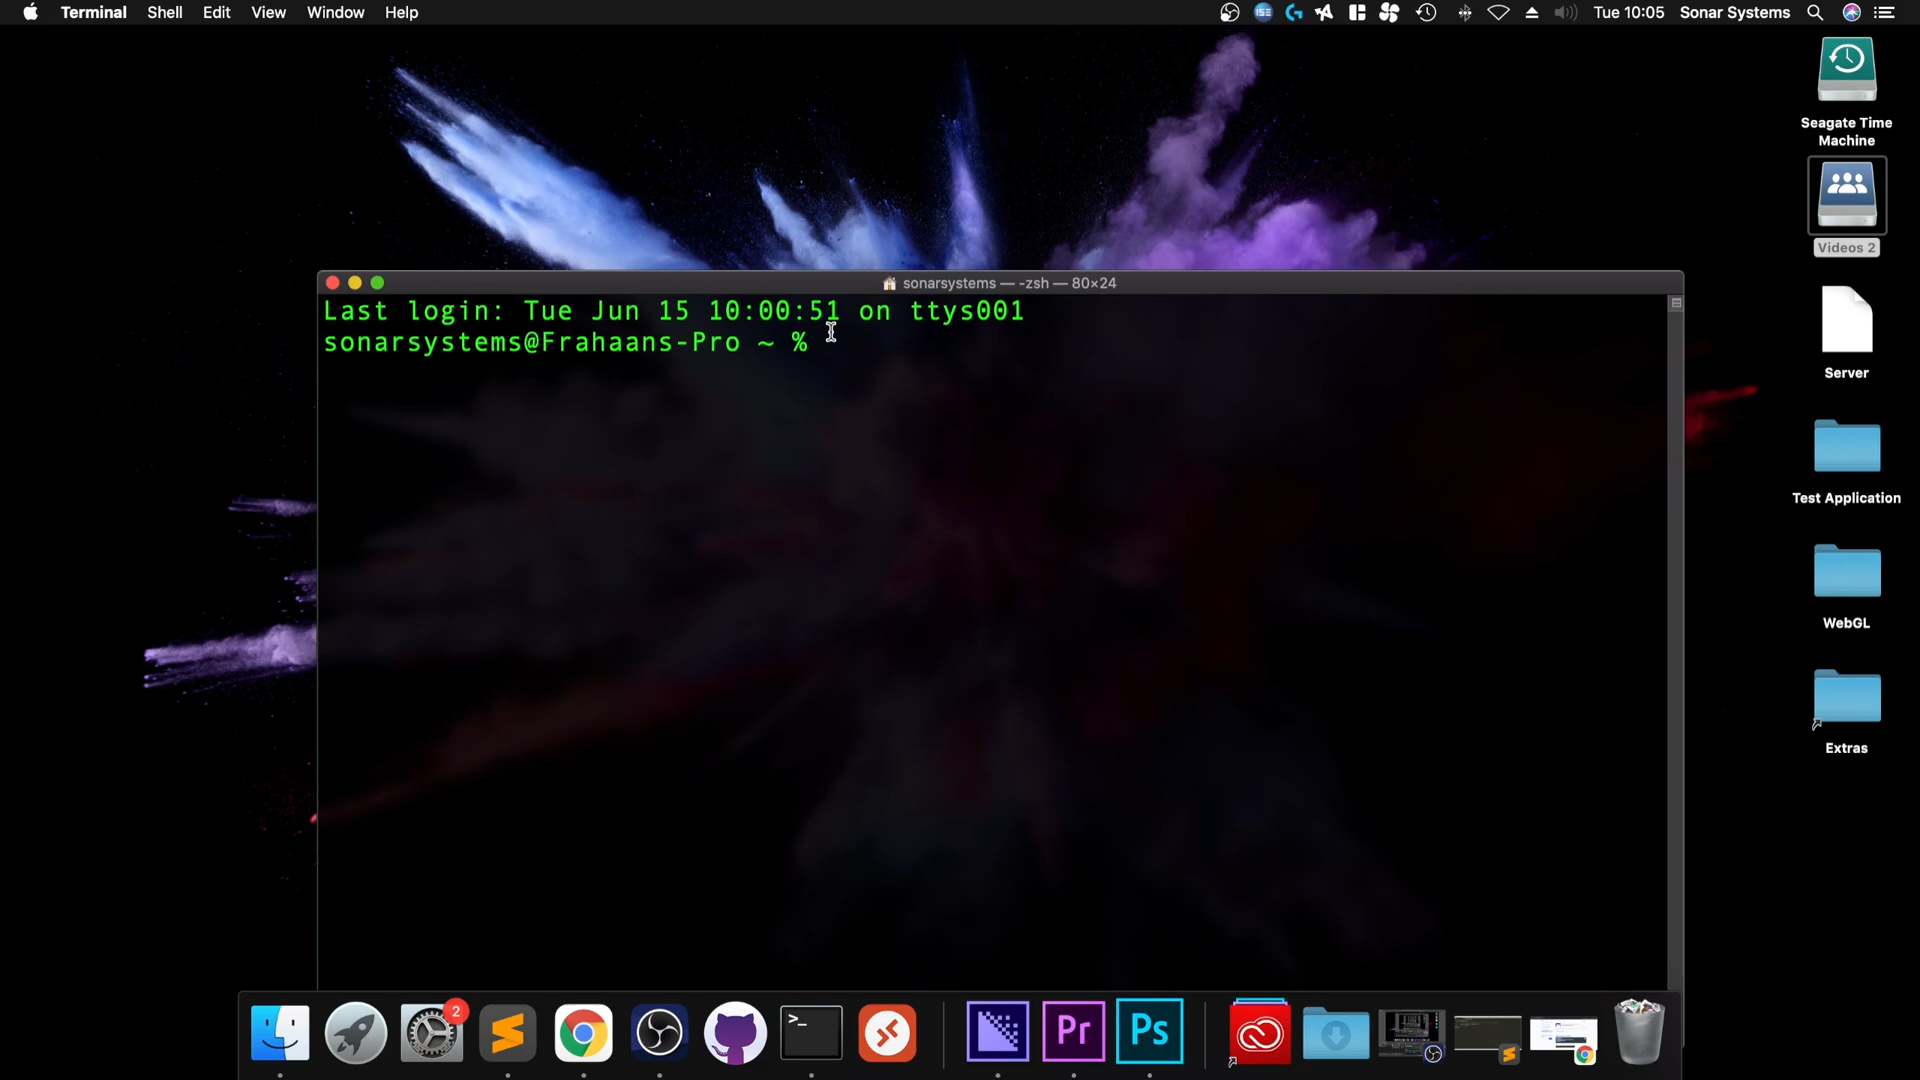 Terminal Shell Edit View Window Help
ISE
Tue 10:05 Sonar Systems
Seagate Time
Machine
Videos 2
sonarsystems — -zsh — 80×24
Last login: Tue Jun 15 10:00:51 on ttys001
sonarsystems@Frahaans-Pro ~ %
Server
Test Application
WebGL
Extras
2
>_
Pr
Ps